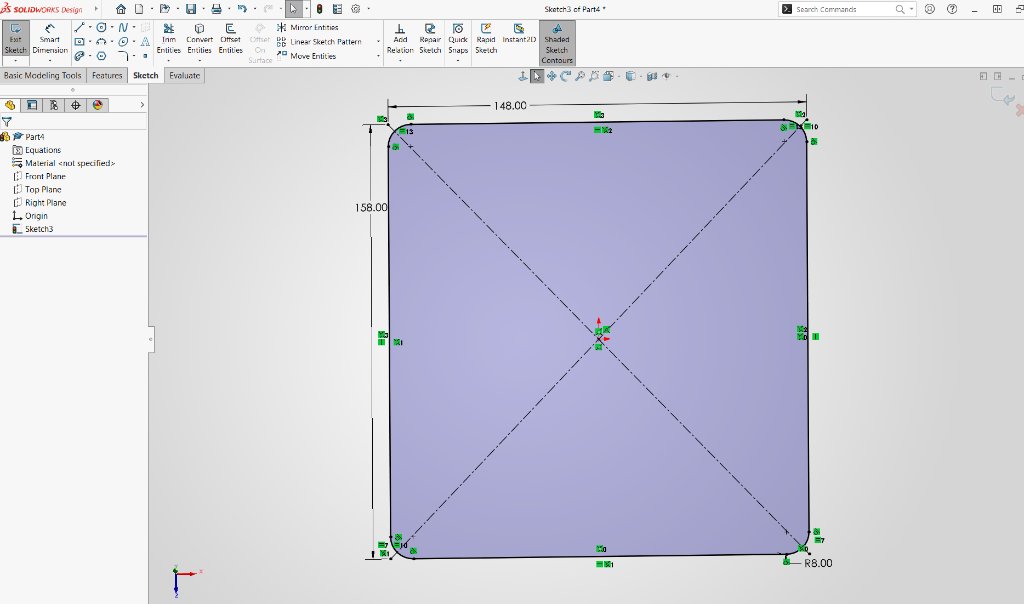 SOLIDWORKS Design
Sketch3 of Part4 *
Search Commands
Exit Sketch
Smart Dimension
Trim Entities
Convert Entities
Offset Entities
Offset On Surface
Mirror Entities
Linear Sketch Pattern
Move Entities
Add Relation
Repair Sketch
Quick Snaps
Rapid Sketch
Instant2D
Shaded Sketch Contours
Basic Modeling Tools
Features
Sketch
Evaluate
Part4
Equations
Material <not specified>
Front Plane
Top Plane
Right Plane
Origin
Sketch3
148.00
158.00
R8.00